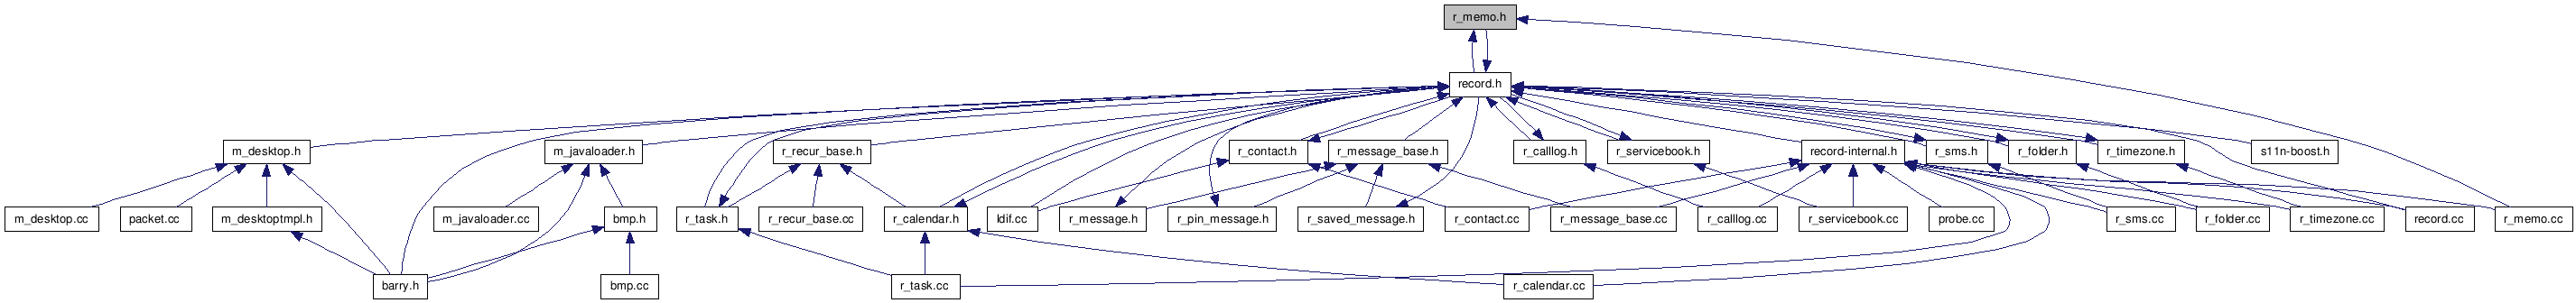 r_memo.h
record.h
m_desktop.h
m_javaloader.h
r_recur_base.h
r_contact.h
r_message_base.h
r_calllog.h
r_servicebook.h
record-internal.h
r_sms.h
r_folder.h
r_timezone.h
s11n-boost.h
m_desktop.cc
packet.cc
m_desktoptmpl.h
m_javaloader.cc
bmp.h
r_task.h
r_recur_base.cc
r_calendar.h
ldif.cc
r_message.h
r_pin_message.h
r_saved_message.h
r_contact.cc
r_message_base.cc
r_calllog.cc
r_servicebook.cc
probe.cc
r_sms.cc
r_folder.cc
r_timezone.cc
record.cc
r_memo.cc
barry.h
bmp.cc
r_task.cc
r_calendar.cc